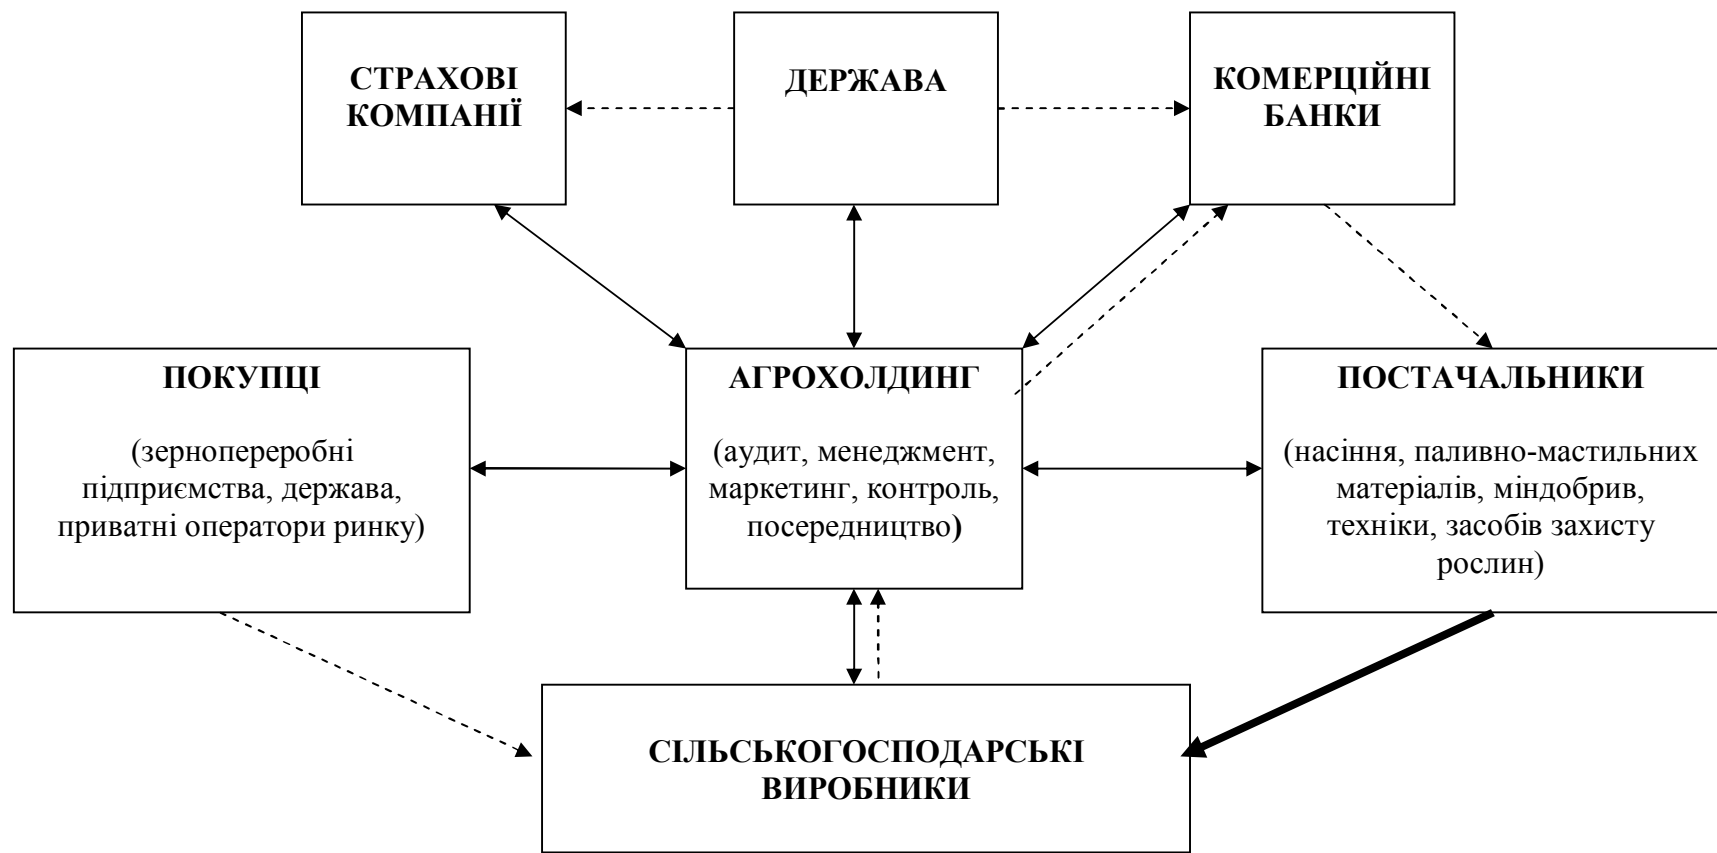 СТРАХОВІ
КОМПАНІЇ
ДЕРЖАВА
КОМЕРЦІЙНІ
БАНКИ
ПОКУПЦІ
(зернопереробні
підприємства, держава,
приватні оператори ринку)
АГРОХОЛДИНГ
(аудит, менеджмент,
маркетинг, контроль,
посередництво)
ПОСТАЧАЛЬНИКИ
(насіння, паливно-мастильних
матеріалів, міндобрив,
техніки, засобів захисту
рослин)
СІЛЬСЬКОГОСПОДАРСЬКІ
ВИРОБНИКИ